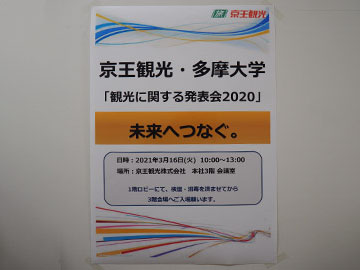 京王観光
京王観光・多摩大学
「観光に関する発表会2020」
未来へつなぐ。
日時：2021年3月16日(火) 10:00～13:00
場所：京王観光株式会社 本社3階 会議室
1階ロビーにて、検温・消毒を済ませてから
3階会場へご入場願います。